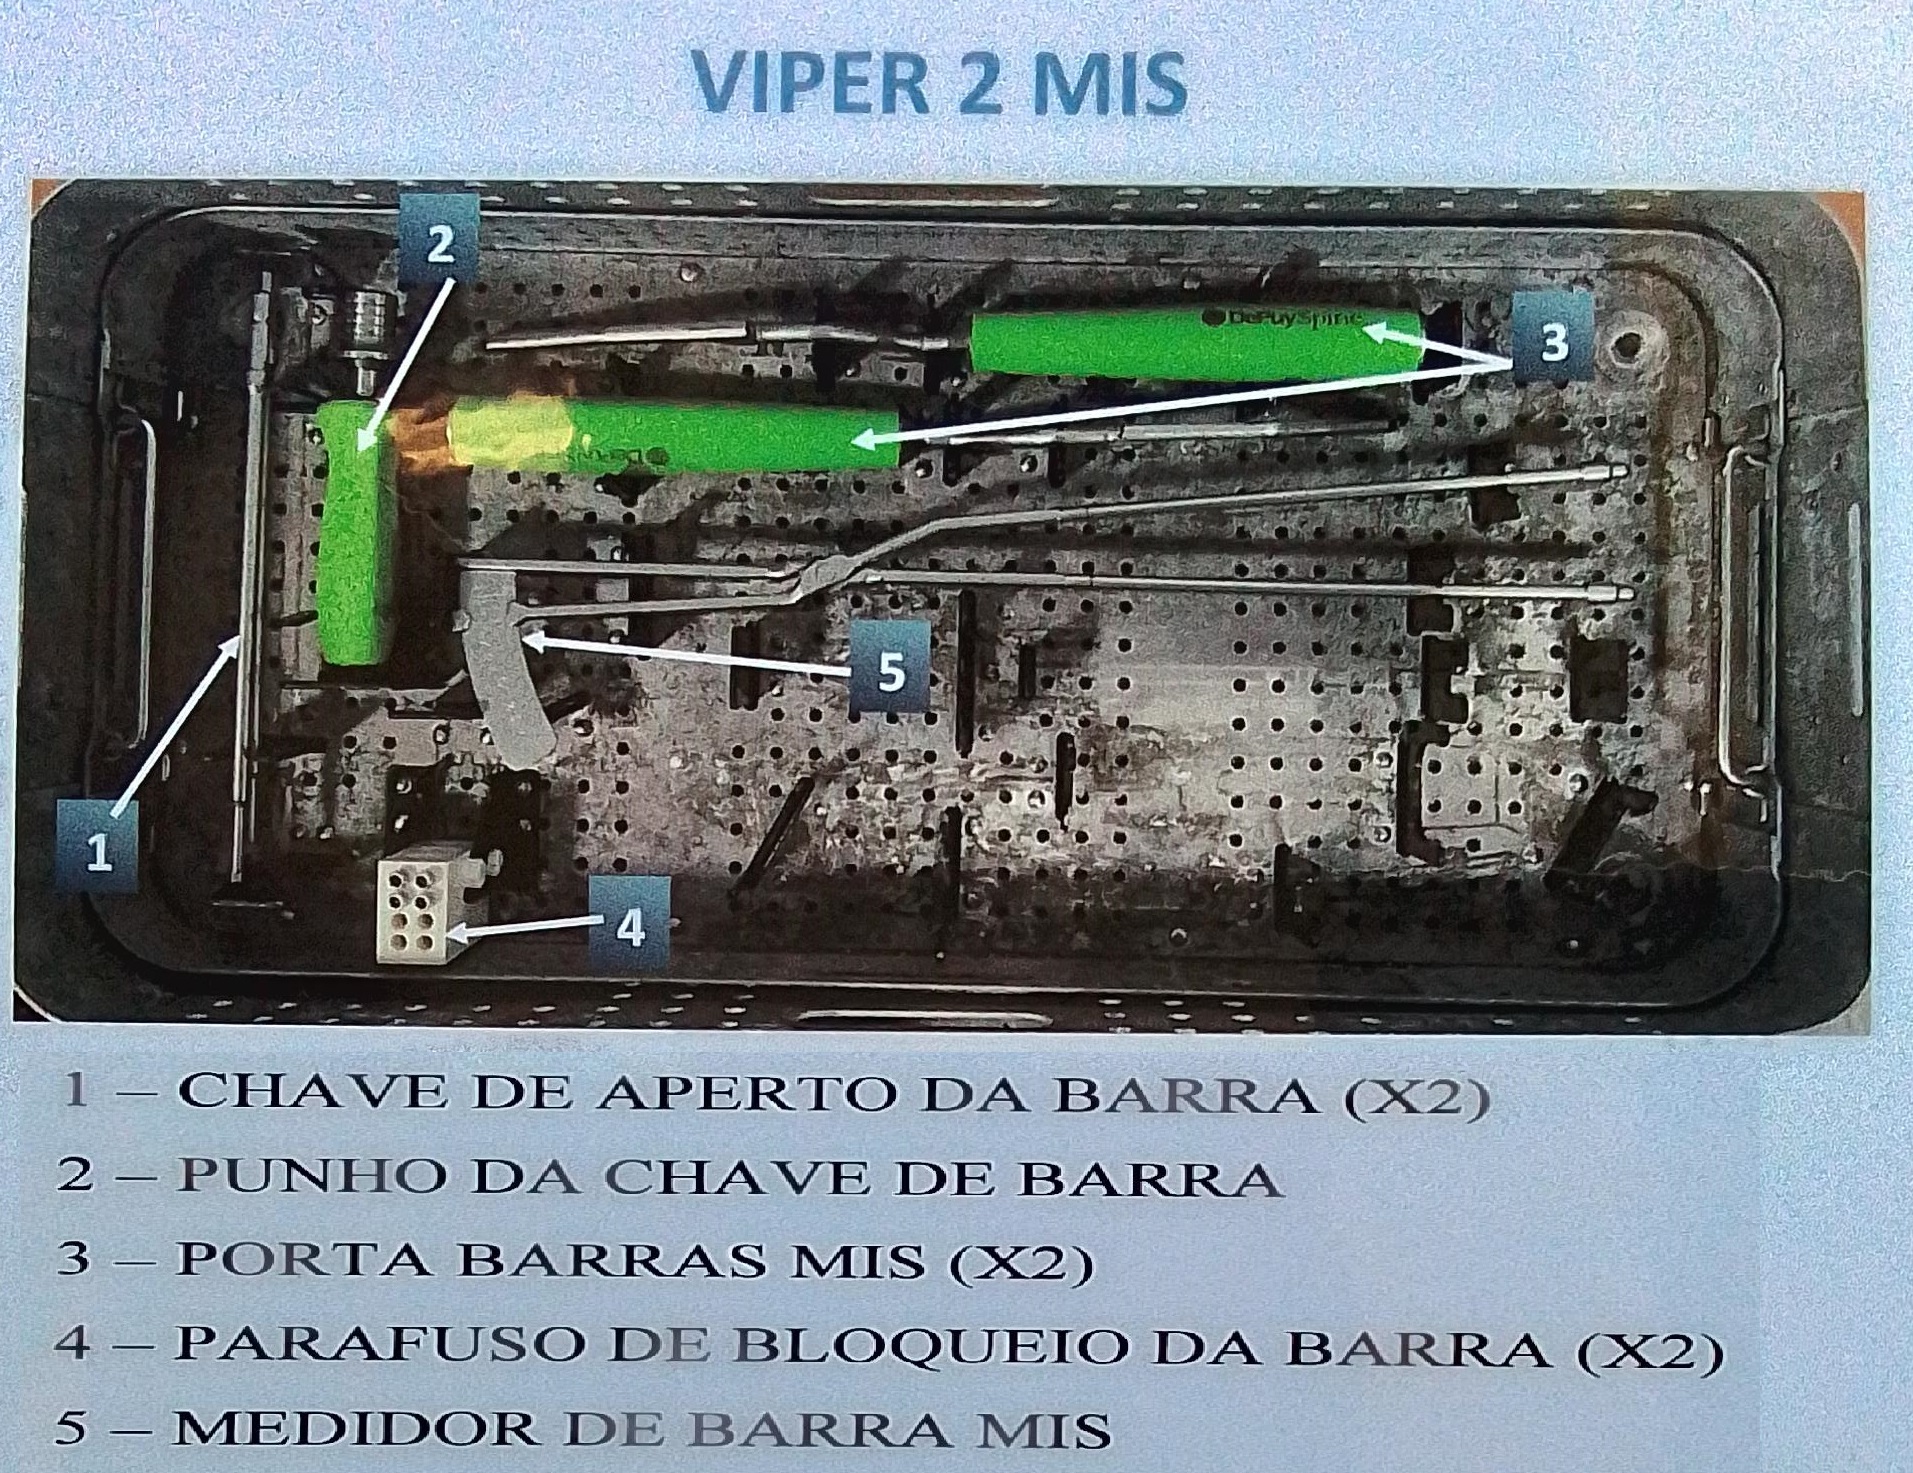 VIPER 2 MIS
2
DePuySpine
3
5
1
4
1 – CHAVE DE APERTO DA BARRA (X2)
2 – PUNHO DA CHAVE DE BARRA
3 – PORTA BARRAS MIS (X2)
4 – PARAFUSO DE BLOQUEIO DA BARRA (X2)
5 – MEDIDOR DE BARRA MIS